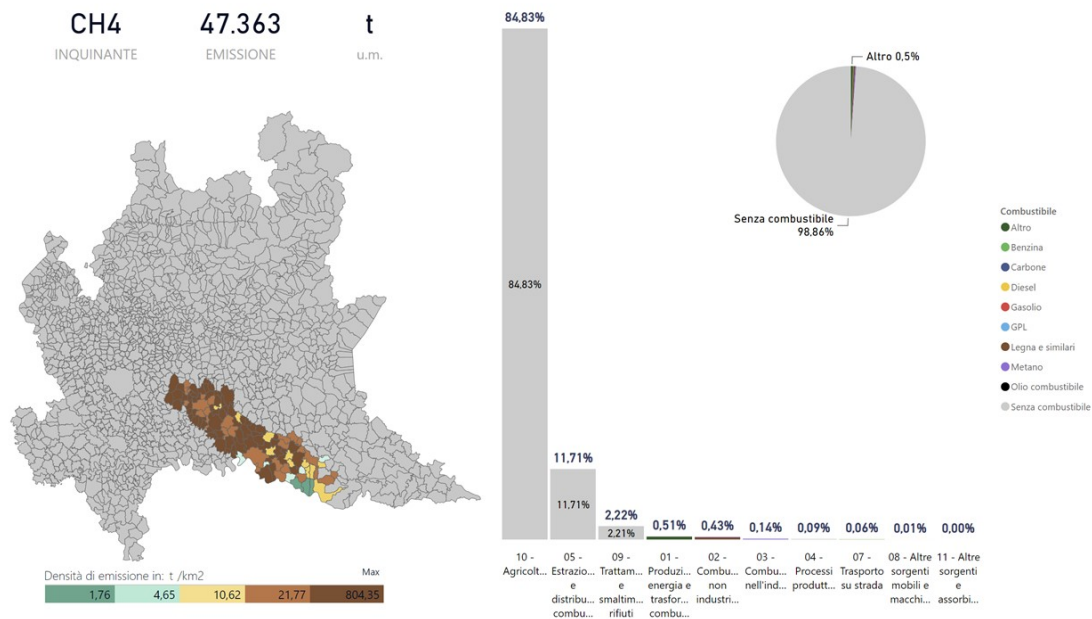 CH4
INQUINANTE
47.363
EMISSIONE
t
u.m.
Densità di emissione in: t /km2
Max
1,76
4,65
10,62
21,77
804,35
84,83%
84,83%
11,71%
11,71%
2,22%
2,21%
0,51%
0,43%
0,14%
0,09%
0,06%
0,01%
0,00%
10 -
Agricolt...
05 -
Estrazio...
e
distribu...
combu...
09 -
Trattam...
e
smaltim...
rifiuti
01 -
Produzi...
energia e
trasfor...
combu...
02 -
Combu...
non
industri...
03 -
Combu...
nell'ind...
04 -
Processi
produtt...
07 -
Trasporto
su strada
08 - Altre
sorgenti
mobili e
macchi...
11 - Altre
sorgenti
e
assorbi...
Altro 0,5%
Senza combustibile
98,86%
Combustibile
Altro
Benzina
Carbone
Diesel
Gasolio
GPL
Legna e similari
Metano
Olio combustibile
Senza combustibile